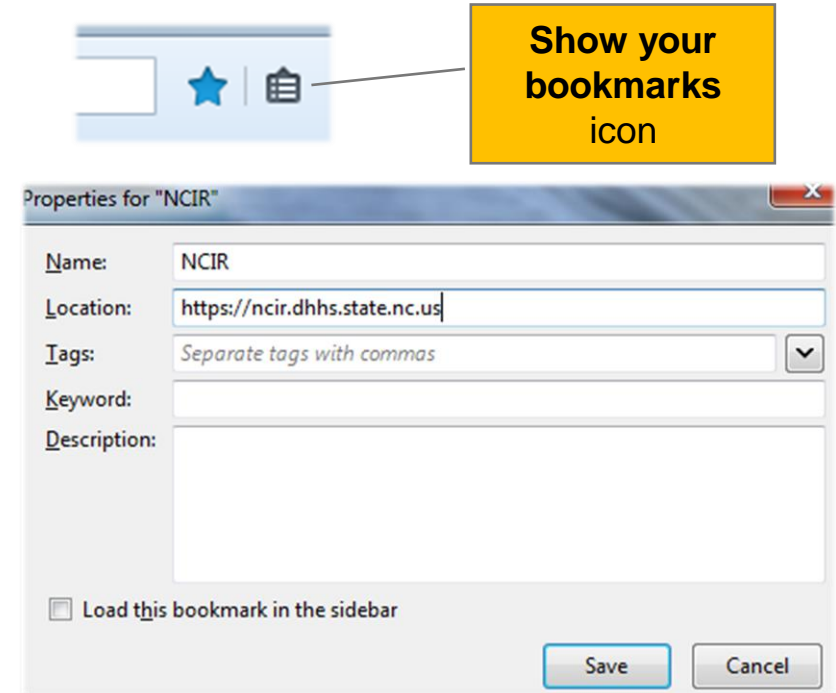 Show your
bookmarks
icon
Properties for "NCIR"
Name: NCIR
Location: https://ncir.dhhs.state.nc.us
Tags: Separate tags with commas
Keyword:
Description:
Load this bookmark in the sidebar
Save Cancel